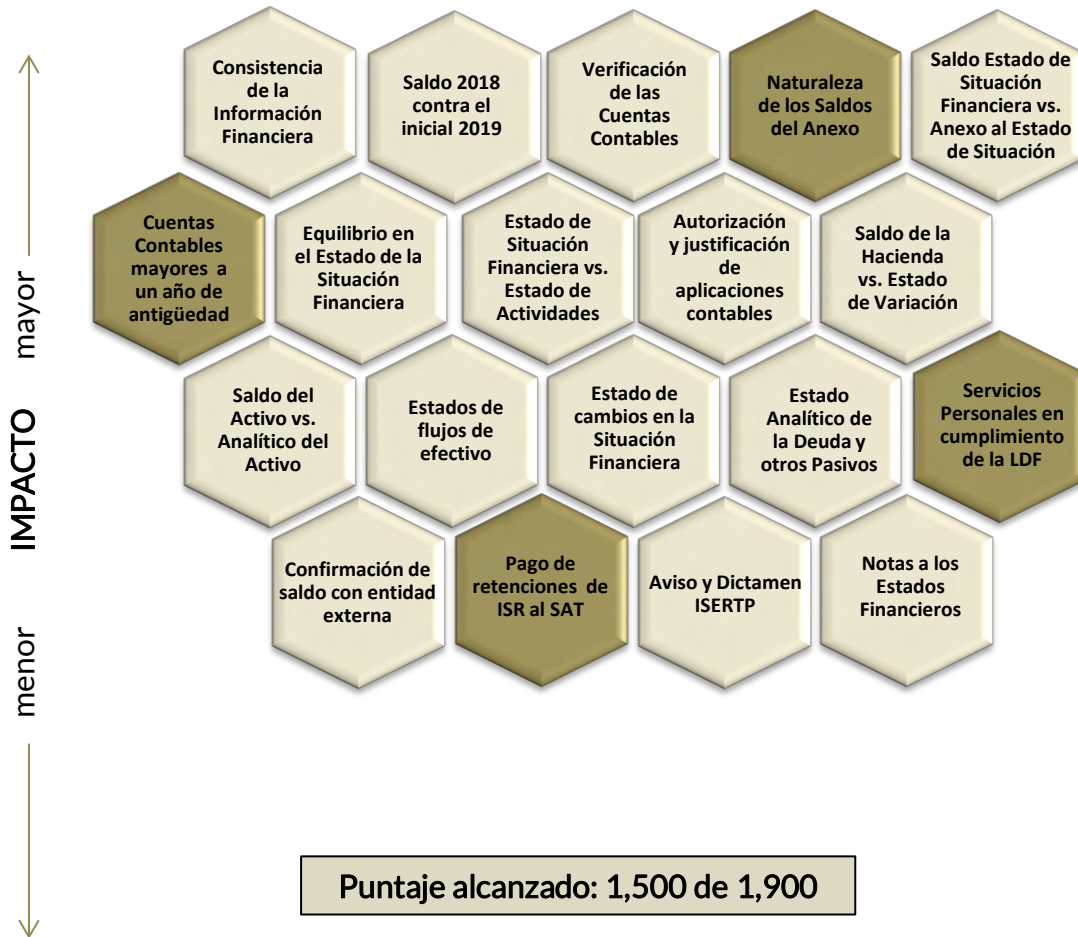 Consistencia
de la
Información
Financiera
Saldo 2018
contra el
inicial 2019
Verificación
de las
Cuentas
Contables
Naturaleza
de los Saldos
del Anexo
Saldo Estado de
Situación
Financiera vs.
Anexo al Estado
de Situación
Cuentas
Contables
mayores a
un año de
antigüedad
Equilibrio en
el Estado de la
Situación
Financiera
Estado de
Situación
Financiera vs.
Estado de
Actividades
Autorización
y justificación
de
aplicaciones
contables
Saldo de la
Hacienda
vs. Estado
de Variación
Saldo del
Activo vs.
Analítico del
Activo
Estados de
flujos de
efectivo
Estado de
cambios en la
Situación
Financiera
Estado
Analítico de
la Deuda y
otros Pasivos
Servicios
Personales en
cumplimiento
de la LDF
Confirmación de
saldo con entidad
externa
Pago de
retenciones de
ISR al SAT
Aviso y Dictamen
ISERTP
Notas a los
Estados
Financieros
menor IMPACTO mayor
Puntaje alcanzado: 1,500 de 1,900